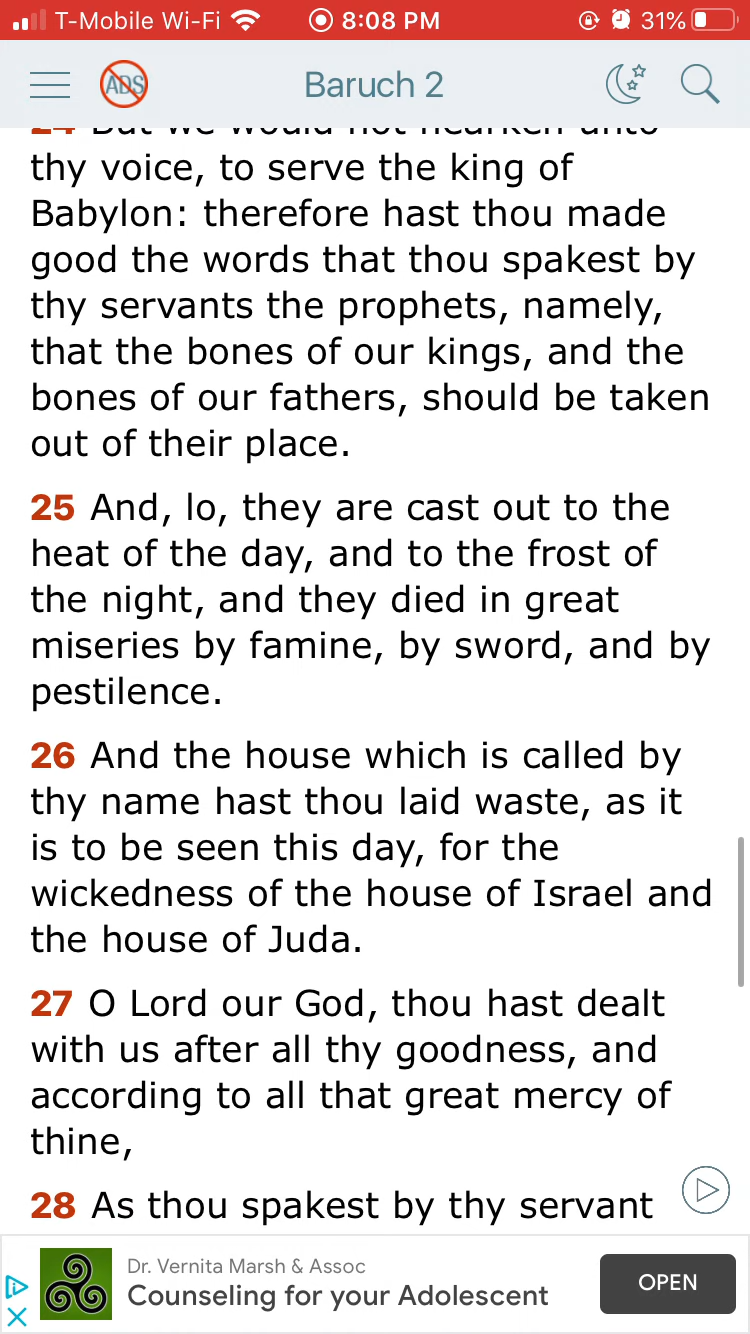 T-Mobile Wi-Fi 8:08 PM 31%
ADS Baruch 2
24 But we would not hearken unto
thy voice, to serve the king of
Babylon: therefore hast thou made
good the words that thou spakest by
thy servants the prophets, namely,
that the bones of our kings, and the
bones of our fathers, should be taken
out of their place.
25 And, lo, they are cast out to the
heat of the day, and to the frost of
the night, and they died in great
miseries by famine, by sword, and by
pestilence.
26 And the house which is called by
thy name hast thou laid waste, as it
is to be seen this day, for the
wickedness of the house of Israel and
the house of Juda.
27 O Lord our God, thou hast dealt
with us after all thy goodness, and
according to all that great mercy of
thine,
28 As thou spakest by thy servant
Dr. Vernita Marsh & Assoc
Counseling for your Adolescent
OPEN